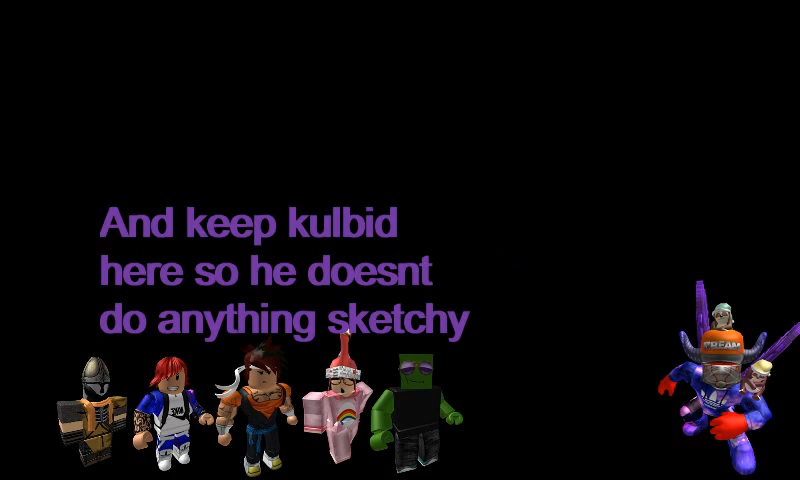 And keep kulbid
here so he doesnt
do anything sketchy